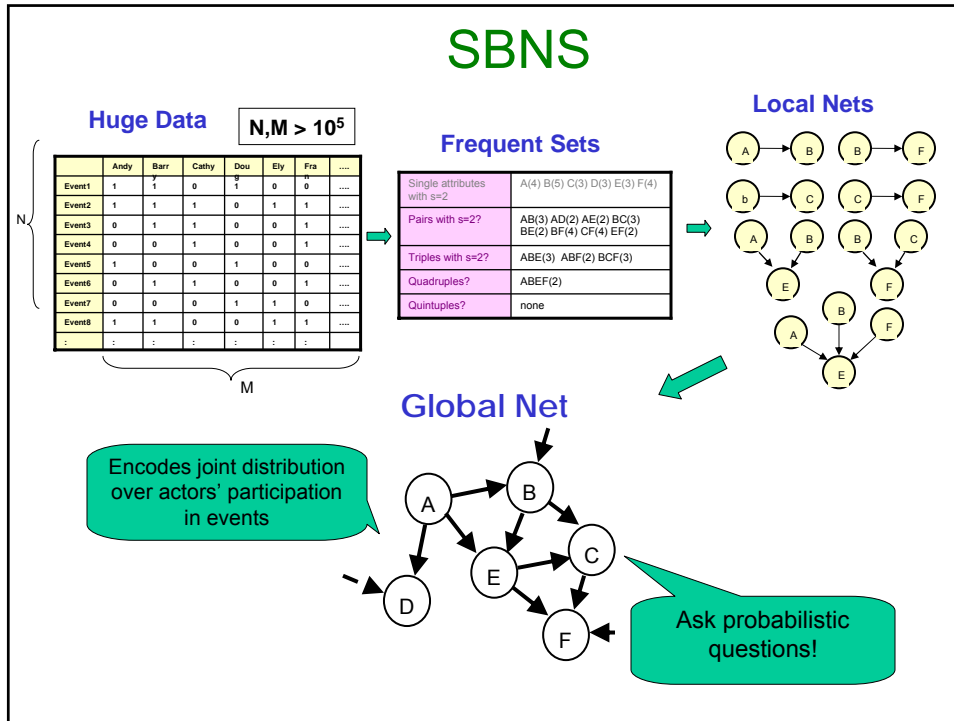 SBNS
Huge Data
N,M > 10⁵
Andy Barr y Cathy Dou g Ely Fra n ....
Event1 1 1 0 1 0 0 ....
Event2 1 1 1 0 1 1 ....
Event3 0 1 1 0 0 1 ....
Event4 0 0 1 0 0 1 ....
Event5 1 0 0 1 0 0 ....
Event6 0 1 1 0 0 1 ....
Event7 0 0 0 1 1 0 ....
Event8 1 1 0 0 1 1 ....
: : : : : : :
N
M
Frequent Sets
Single attributes with s=2
A(4) B(5) C(3) D(3) E(3) F(4)
Pairs with s=2?
AB(3) AD(2) AE(2) BC(3)
BE(2) BF(4) CF(4) EF(2)
Triples with s=2?
ABE(3) ABF(2) BCF(3)
Quadruples?
ABEF(2)
Quintuples?
none
Local Nets
A B B F
b C C F
A B B C
E F
B
A F
E
Global Net
Encodes joint distribution
over actors' participation
in events
B
A
C
E
D
F
Ask probabilistic
questions!